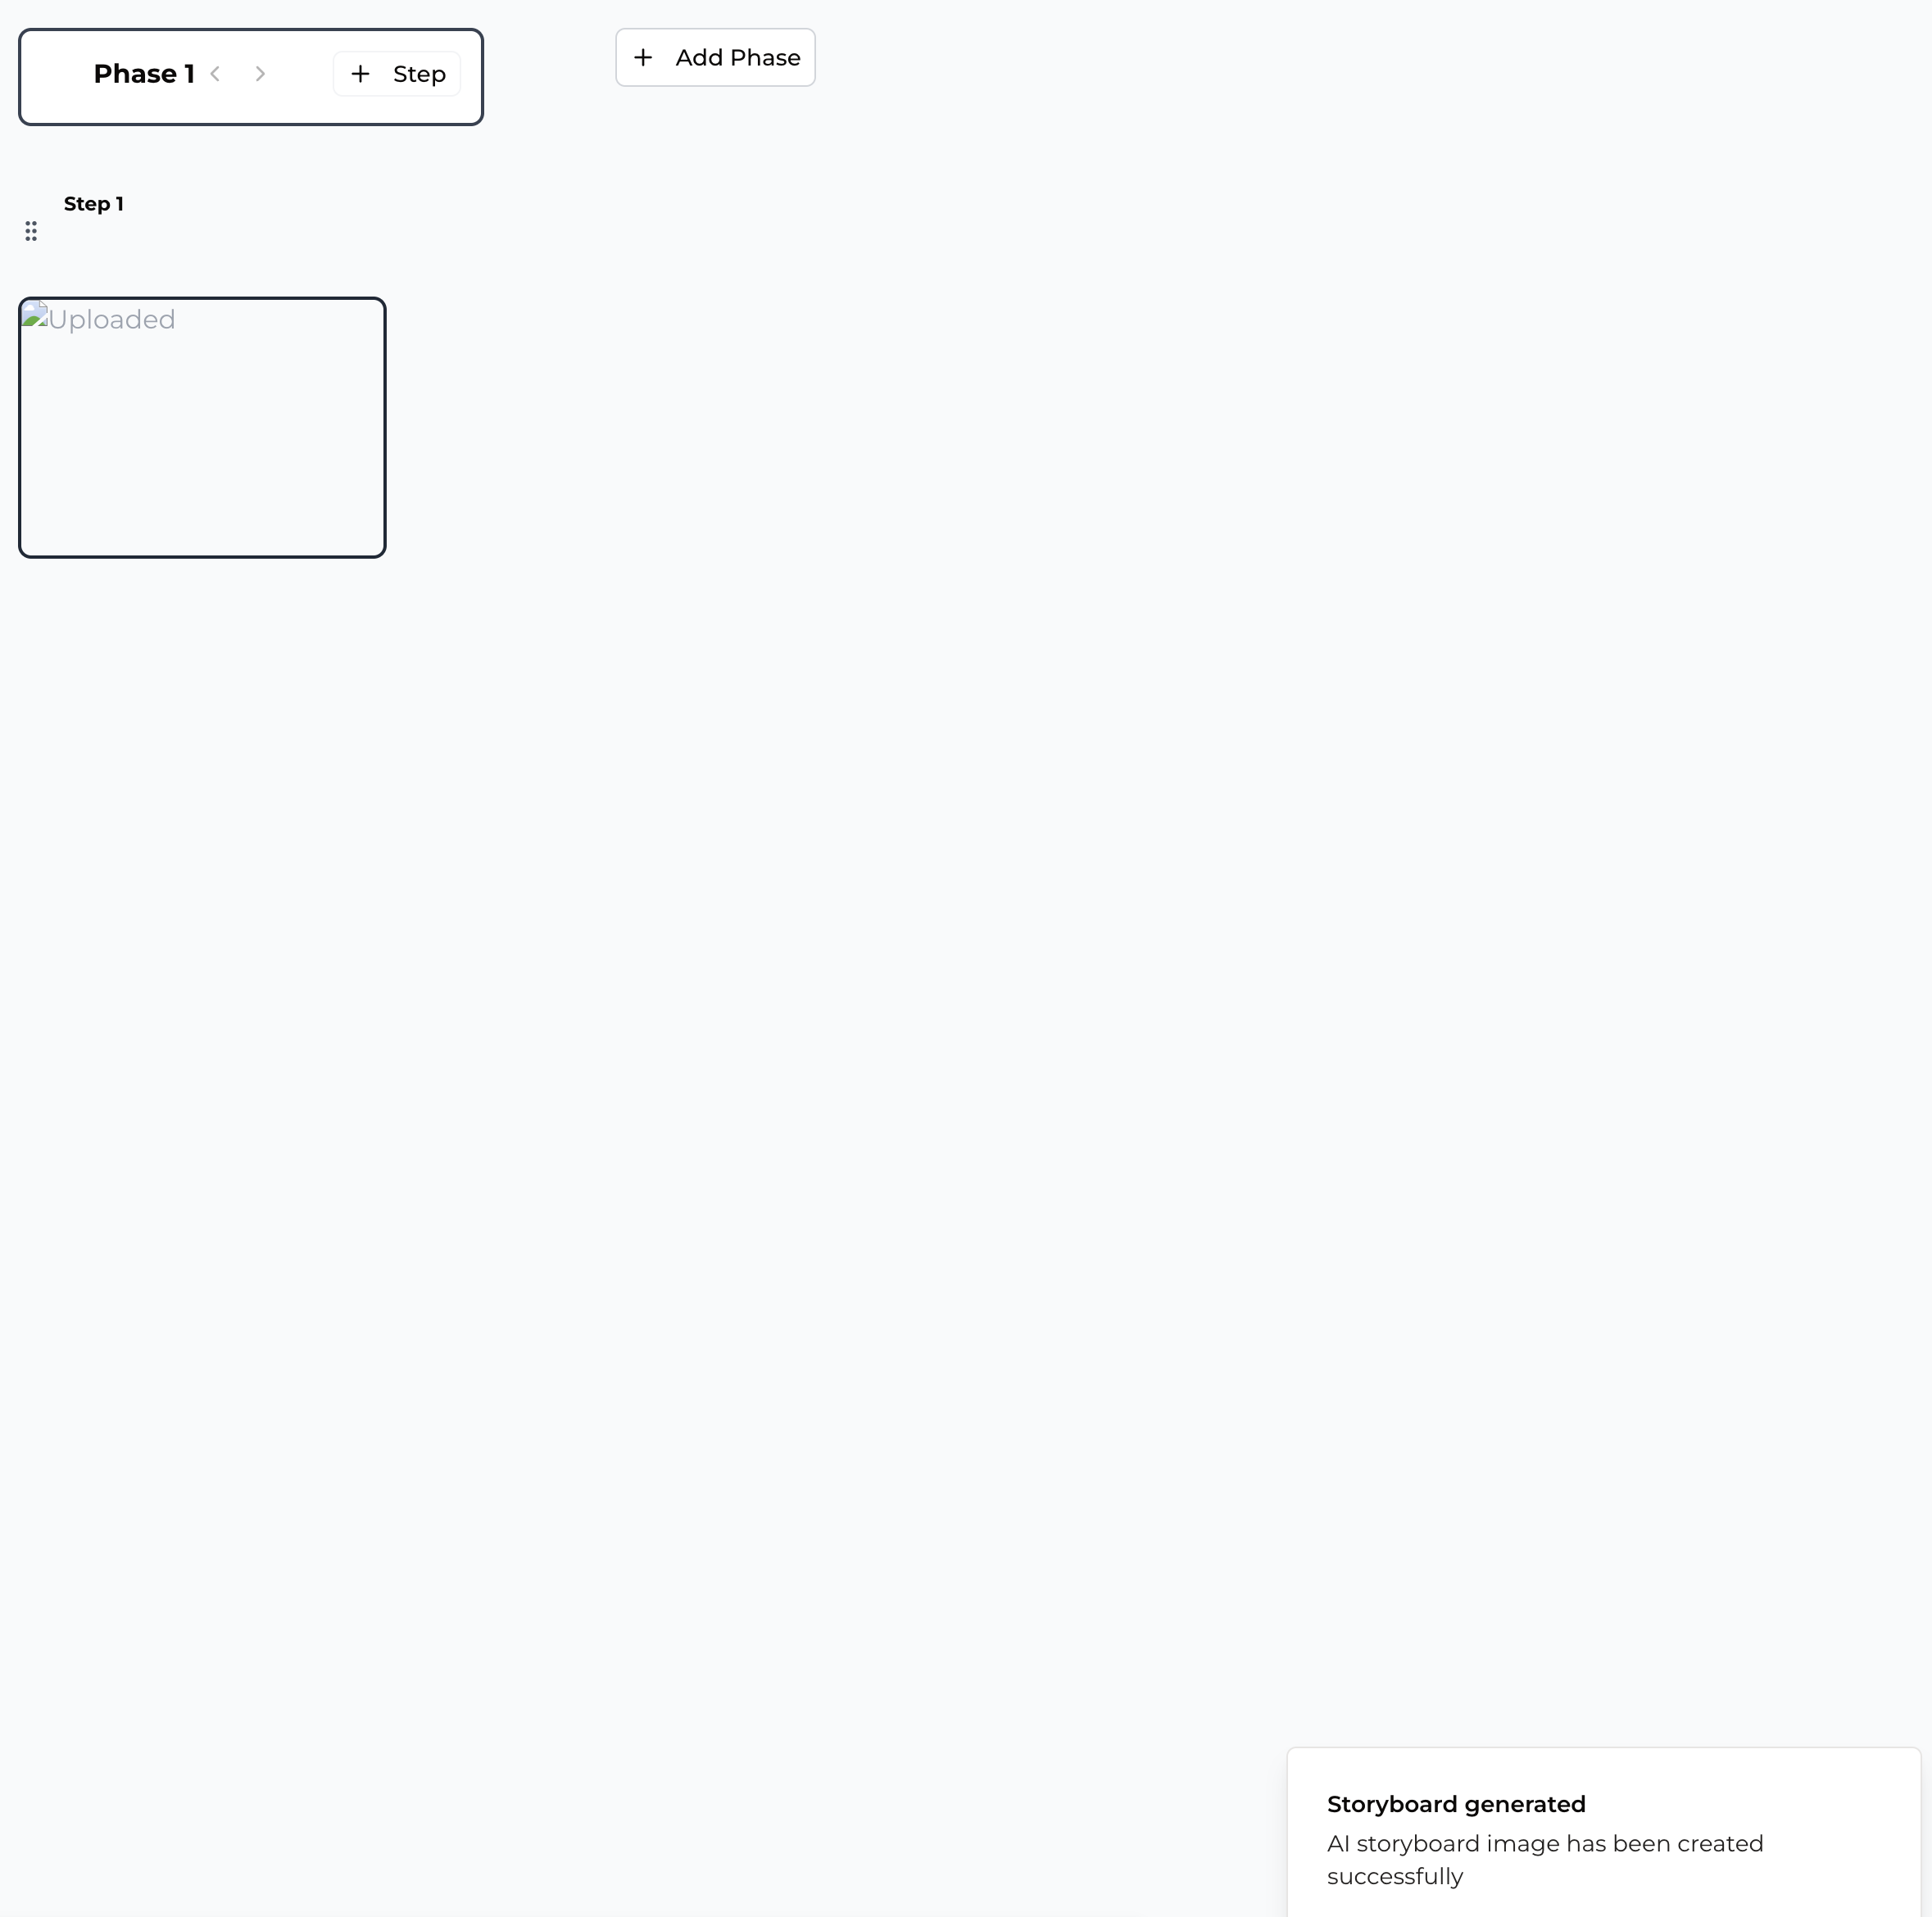 Phase 1
Step
Add Phase
Step 1
Uploaded
Storyboard generated
AI storyboard image has been created
successfully